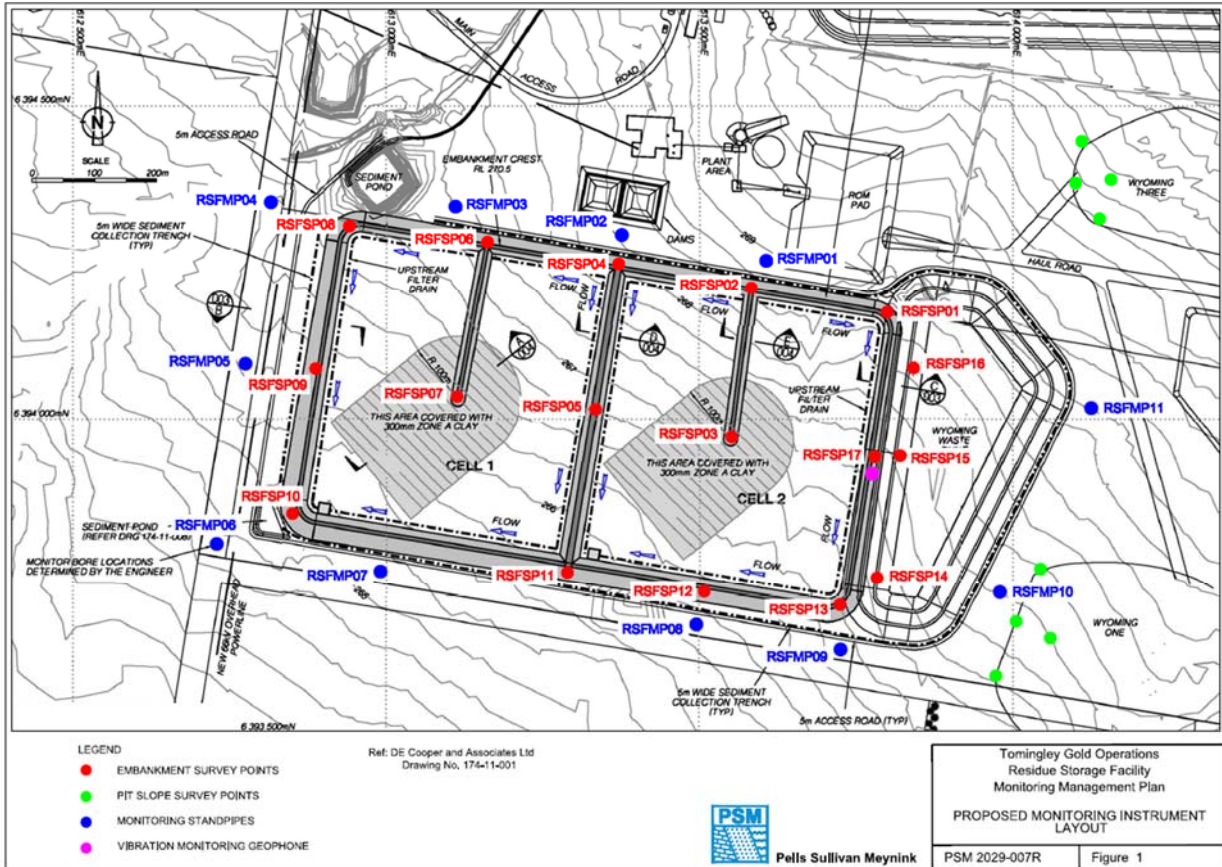 612 500mE
613 000mE
613 500mE
614 000mE
MAIN
ACCESS
ROAD
6 394 500mN
N
SCALE
0 100 200m
5m ACCESS ROAD
EMBANKMENT CREST
RL 270.5
SEDIMENT
POND
PLANT
AREA
ROM
PAD
WYOMING
THREE
RSFMP04
RSFMP03
RSFMP02
RSFMP01
DAMS
269
HAUL ROAD
5m WIDE SEDIMENT
COLLECTION TRENCH
(TYP)
RSFSP08
RSFSP06
RSFSP04
RSFSP02
RSFSP01
UPSTREAM
FILTER
DRAIN
FLOW
FLOW
FLOW
FLOW
268
RSFMP05
RSFSP09
RSFSP16
R 100m
267
UPSTREAM
FILTER
DRAIN
R 100m
6 394 000mN
RSFSP07
RSFSP05
RSFMP11
THIS AREA COVERED WITH
300mm ZONE A CLAY
RSFSP03
WYOMING
WASTE
CELL 1
THIS AREA COVERED WITH
300mm ZONE A CLAY
RSFSP17
RSFSP15
CELL 2
RSFSP10
266
FLOW
FLOW
FLOW
SEDIMENT POND
RSFMP06
MONITOR BORE LOCATIONS
DETERMINED BY THE ENGINEER
RSFMP07
265
RSFSP11
RSFSP12
RSFSP13
RSFSP14
RSFMP10
WYOMING
ONE
RSFMP08
RSFMP09
NEW 66kV OVERHEAD
POWERLINE
5m WIDE SEDIMENT
COLLECTION TRENCH
(TYP)
5m ACCESS ROAD (TYP)
6 393 500mN
LEGEND
EMBANKMENT SURVEY POINTS
PIT SLOPE SURVEY POINTS
MONITORING STANDPIPES
VIBRATION MONITORING GEOPHONE
Ref: DE Cooper and Associates Ltd
Drawing No. 174-11-001
PSM
Pells Sullivan Meynink
Tomingley Gold Operations
Residue Storage Facility
Monitoring Management Plan
PROPOSED MONITORING INSTRUMENT
LAYOUT
PSM 2029-007R
Figure 1